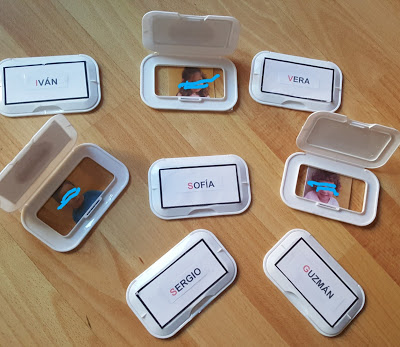 IVÁN
VERA
SOFÍA
SERGIO
GUZMÁN